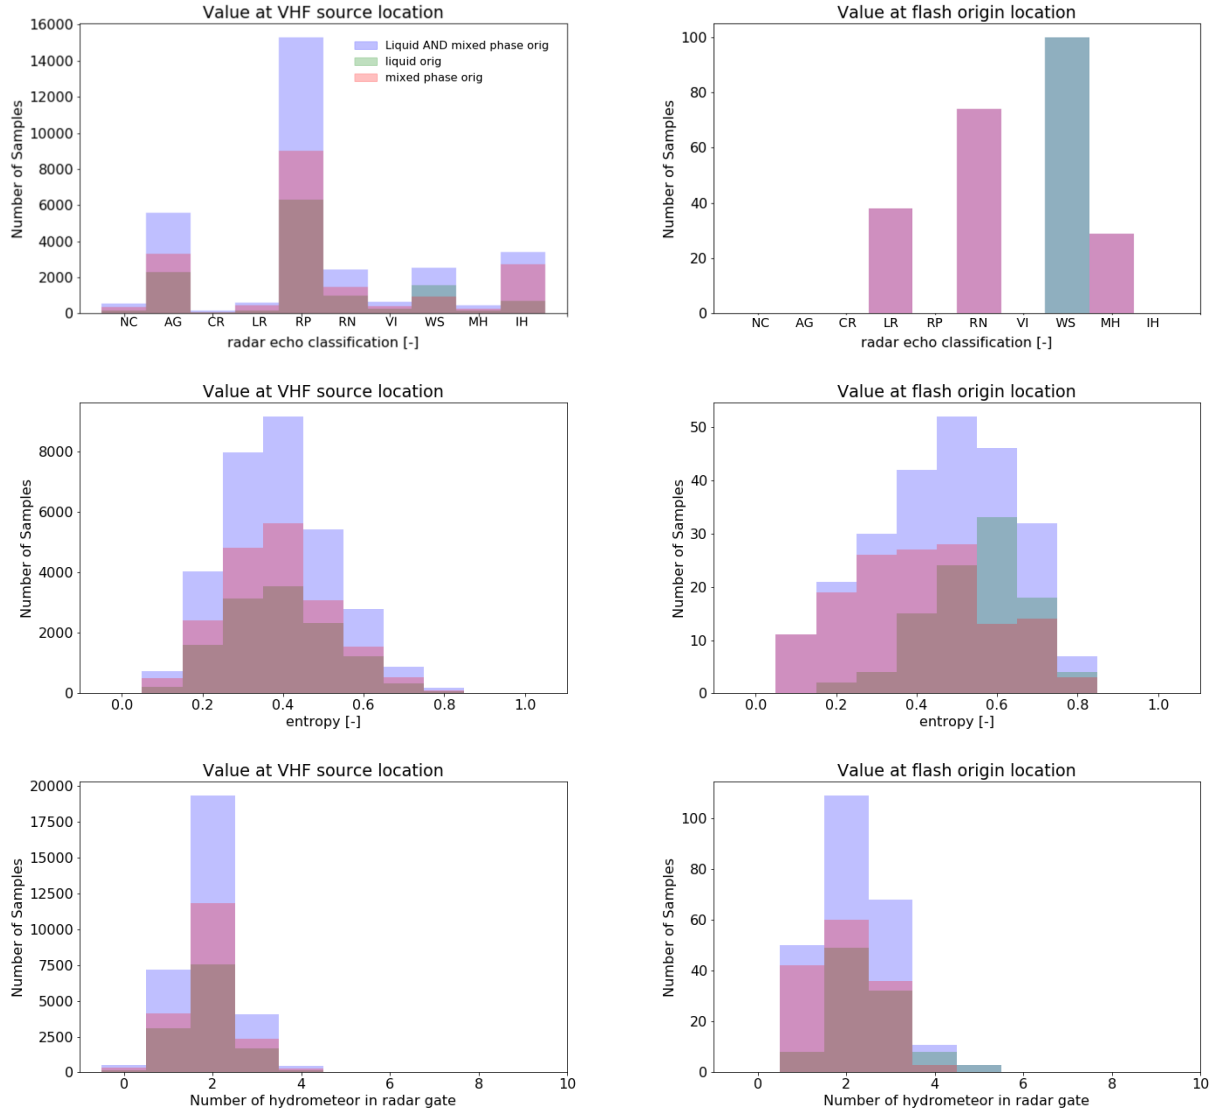 Value at VHF source location
Number of Samples
16000
14000
12000
10000
8000
6000
4000
2000
0
Liquid AND mixed phase orig
liquid orig
mixed phase orig
NC AG CR LR RP RN VI WS MH IH
radar echo classification [-]
Value at flash origin location
Number of Samples
100
80
60
40
20
0
NC AG CR LR RP RN VI WS MH IH
radar echo classification [-]
Value at VHF source location
Number of Samples
8000
6000
4000
2000
0
0.0 0.2 0.4 0.6 0.8 1.0
entropy [-]
Value at flash origin location
Number of Samples
50
40
30
20
10
0
0.0 0.2 0.4 0.6 0.8 1.0
entropy [-]
Value at VHF source location
Number of Samples
20000
17500
15000
12500
10000
7500
5000
2500
0
0 2 4 6 8 10
Number of hydrometeor in radar gate
Value at flash origin location
Number of Samples
100
80
60
40
20
0
0 2 4 6 8 10
Number of hydrometeor in radar gate